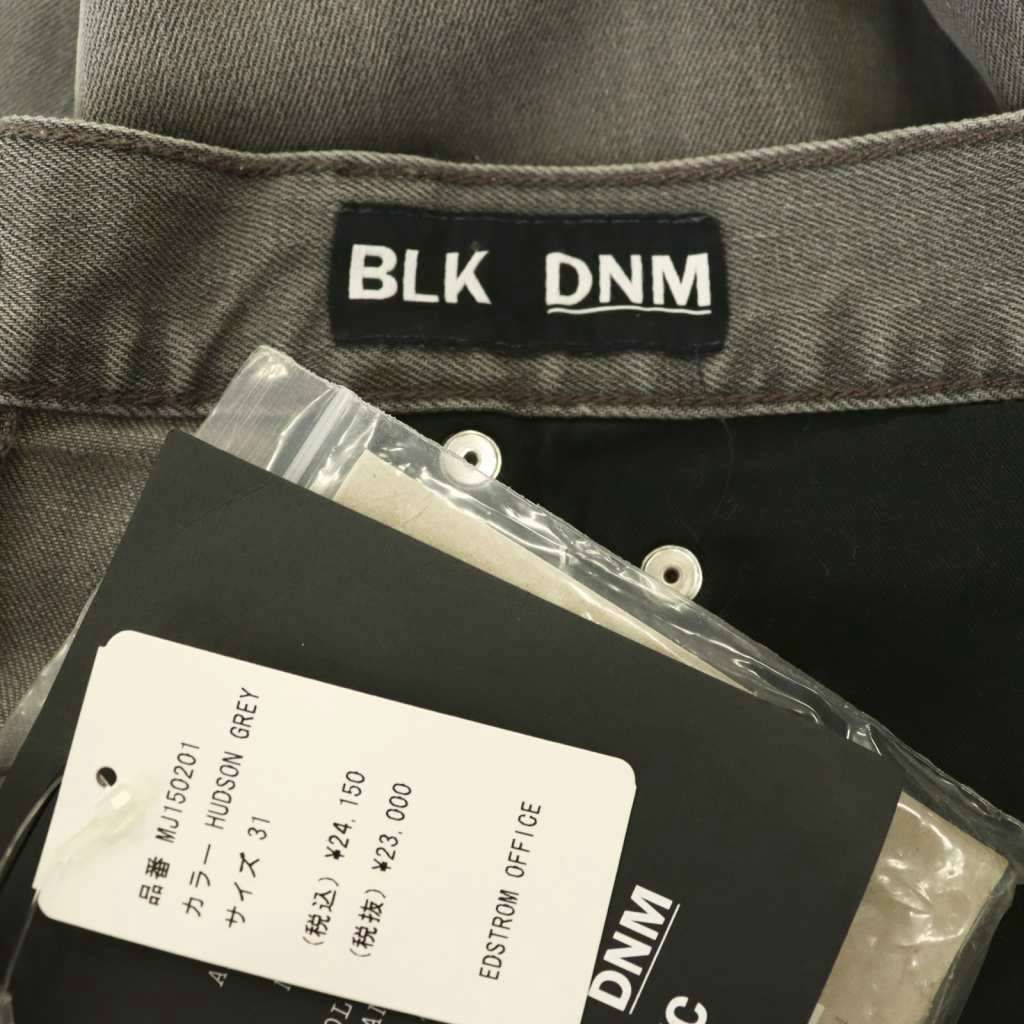 BLK DNM
品番 MJ150201
カラー HUDSON GREY
サイズ 31
(税込) ¥24,150
(税抜) ¥23,000
EDSTROM OFFICE
DNM